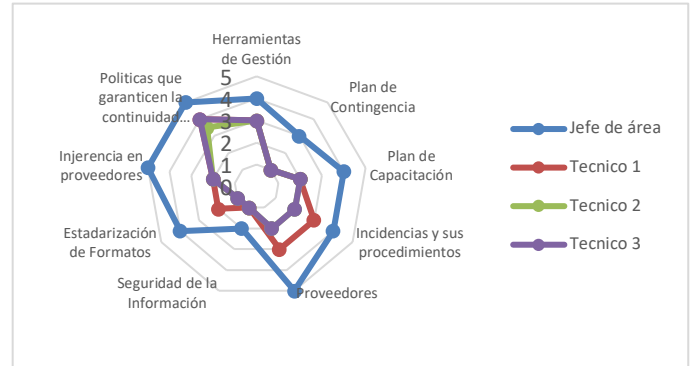 Herramientas
de Gestión
Plan de
Contingencia
Plan de
Capacitación
Incidencias y sus
procedimientos
Proveedores
Seguridad de la
Información
Estadarización
de Formatos
Injerencia en
proveedores
Politicas que
garanticen la
continuidad...
5
4
3
2
1
0
Jefe de área
Tecnico 1
Tecnico 2
Tecnico 3